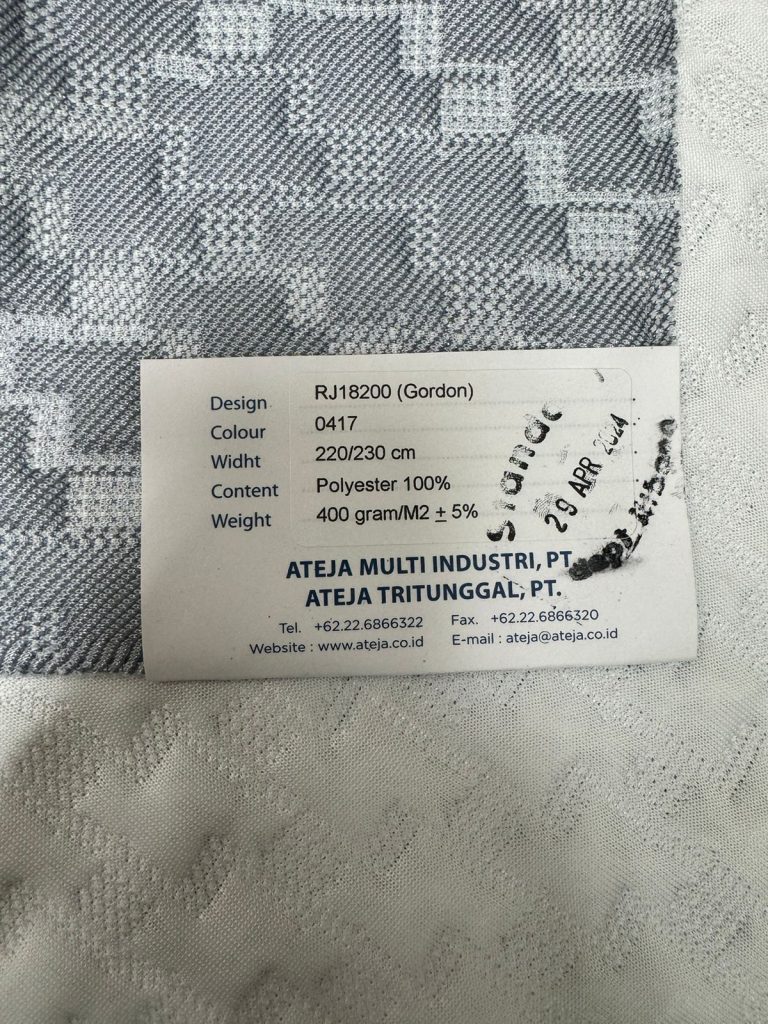 Design RJ18200 (Gordon)
Colour 0417
Widht 220/230 cm
Content Polyester 100%
Weight 400 gram/M2 ± 5%
29 APR 2024
ATEJA MULTI INDUSTRI, PT.
ATEJA TRITUNGGAL, PT.
Tel. +62.22.6866322 Fax. +62.22.6866320
Website : www.ateja.co.id E-mail : ateja@ateja.co.id